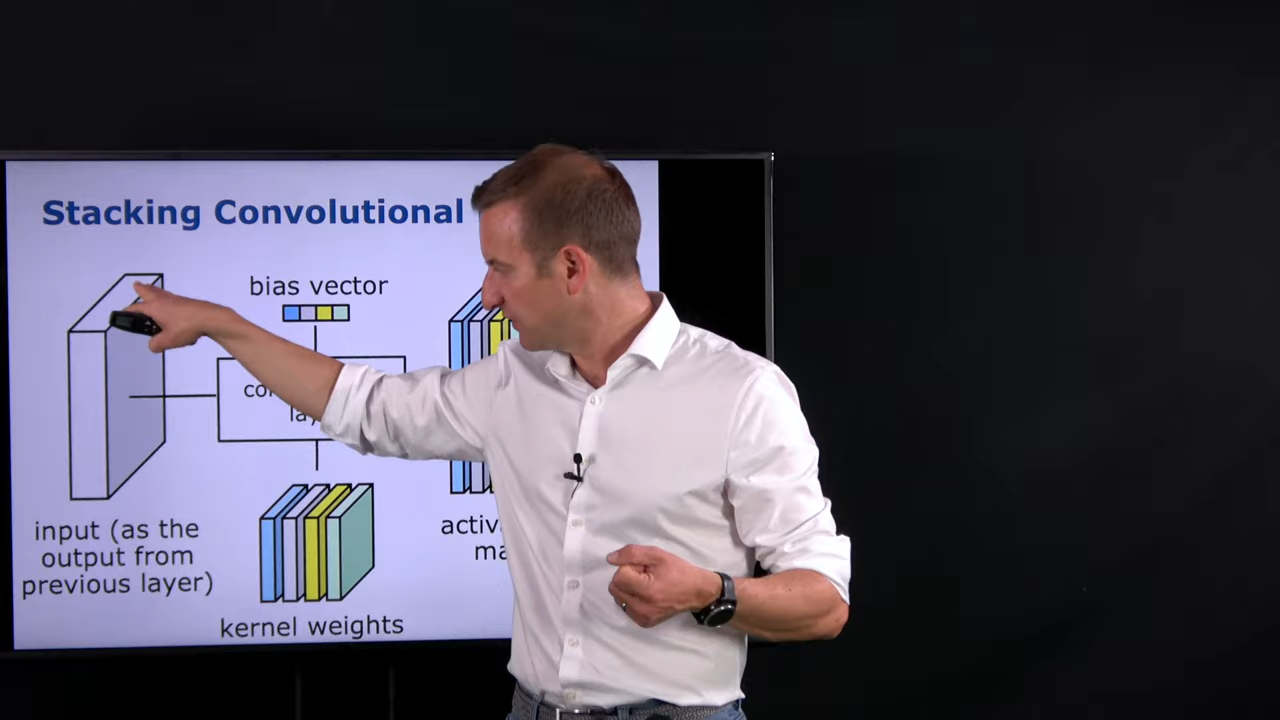 Stacking Convolutional
bias vector
input (as the
output from
previous layer)
kernel weights